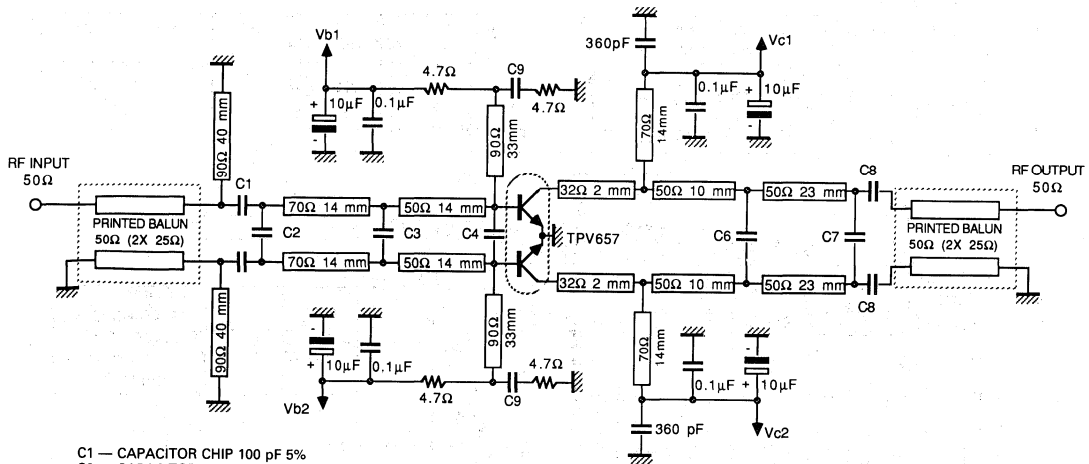 Vb1
4.7Ω
C9
4.7Ω
+
10μF
-
0.1μF
90Ω 40 mm
90Ω
33mm
360pF
Vc1
0.1μF
+
10μF
-
70Ω
14mm
RF INPUT
50Ω
PRINTED BALUN
50Ω (2X 25Ω)
C1
C2
70Ω 14 mm
70Ω 14 mm
C3
50Ω 14 mm
50Ω 14 mm
C4
TPV657
32Ω 2 mm
32Ω 2 mm
50Ω 10 mm
50Ω 10 mm
C6
50Ω 23 mm
50Ω 23 mm
C7
C8
C8
RF OUTPUT
50Ω
PRINTED BALUN
50Ω (2X 25Ω)
90Ω 40 mm
90Ω
33mm
-
+
10μF
0.1μF
Vb2
4.7Ω
C9
4.7Ω
70Ω
14mm
0.1μF
-
+
10μF
360 pF
Vc2
C1 — CAPACITOR CHIP 100 pF 5%